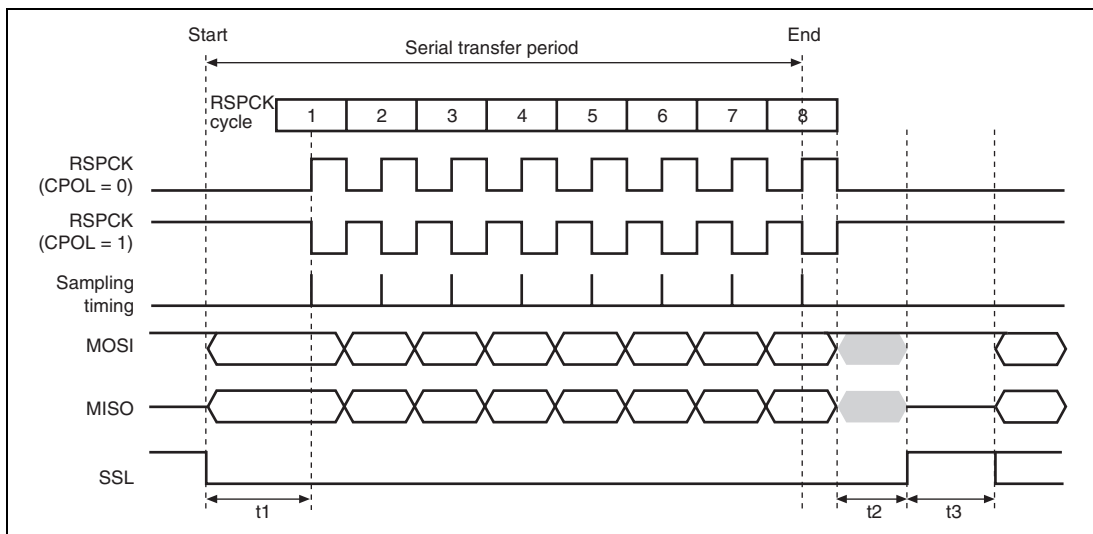 Start
End
Serial transfer period
RSPCK
cycle
1 2 3 4 5 6 7 8
RSPCK
(CPOL = 0)
RSPCK
(CPOL = 1)
Sampling
timing
MOSI
MISO
SSL
t1
t2
t3